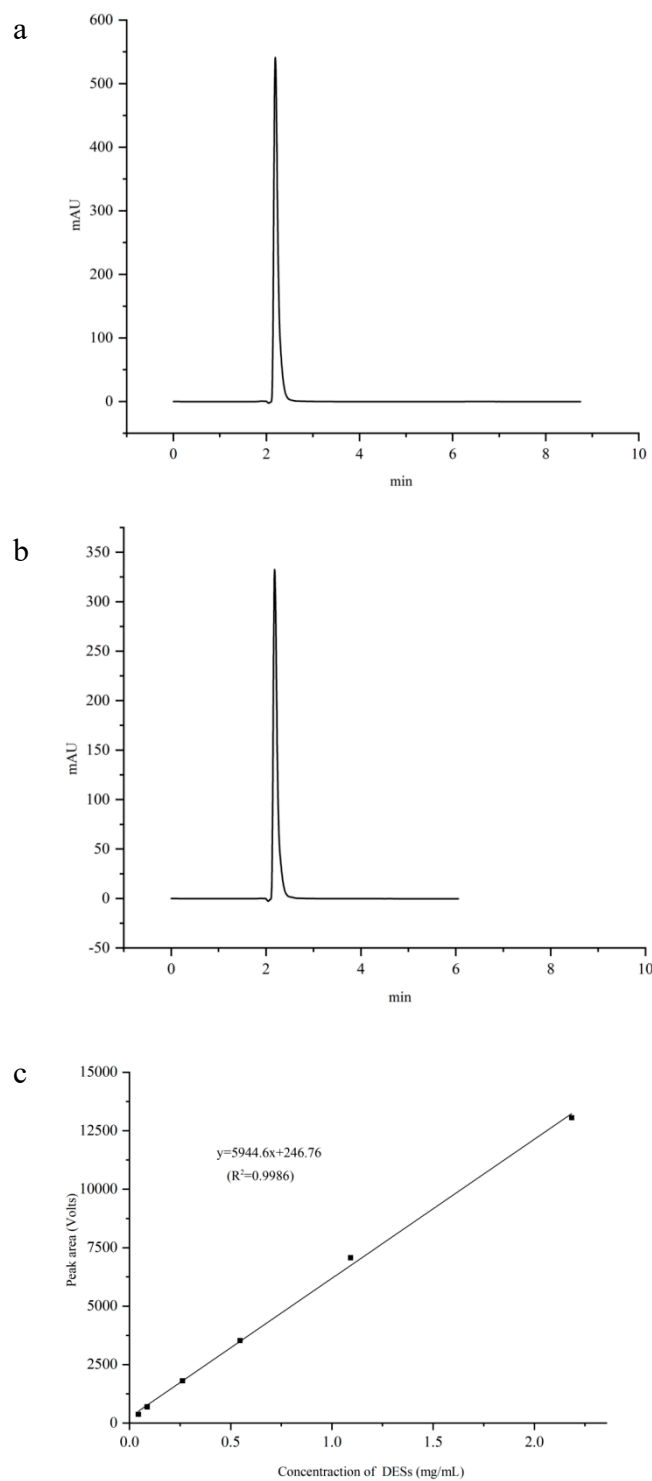 a
600
500
400
300
200
100
0
mAU
0 2 4 6 8 10
min
b
350
300
250
200
150
100
50
0
-50
mAU
0 2 4 6 8 10
min
c
15000
12500
10000
7500
5000
2500
0
Peak area (Volts)
y=5944.6x+246.76
(R²=0.9986)
0.0 0.5 1.0 1.5 2.0
Concentraction of DESs (mg/mL)